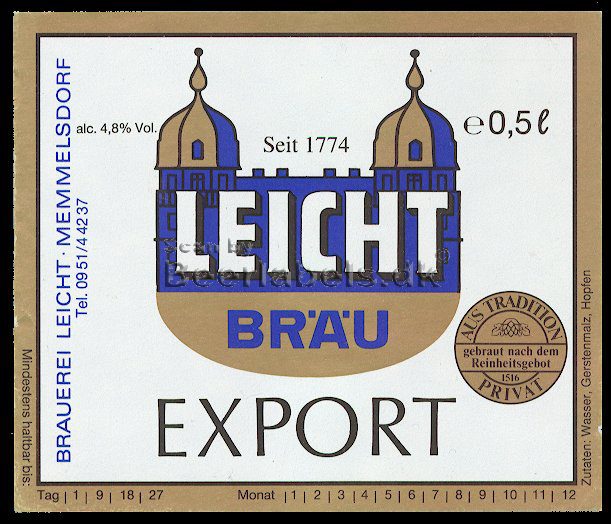 alc. 4,8% Vol.
Seit 1774
e 0,5 ℓ
LEICHT
®
Scan by
Beerlabels.dk
BRÄU
EXPORT
AUS TRADITION
gebraut nach dem
Reinheitsgebot
1516
PRIVAT
BRAUEREI LEICHT · MEMMELSDORF
Tel. 0951/44237
Mindestens haltbar bis:
Tag | 1 | 9 | 18 | 27
Monat | 1 | 2 | 3 | 4 | 5 | 6 | 7 | 8 | 9 | 10 | 11 | 12
Zutaten: Wasser, Gerstenmalz, Hopfen